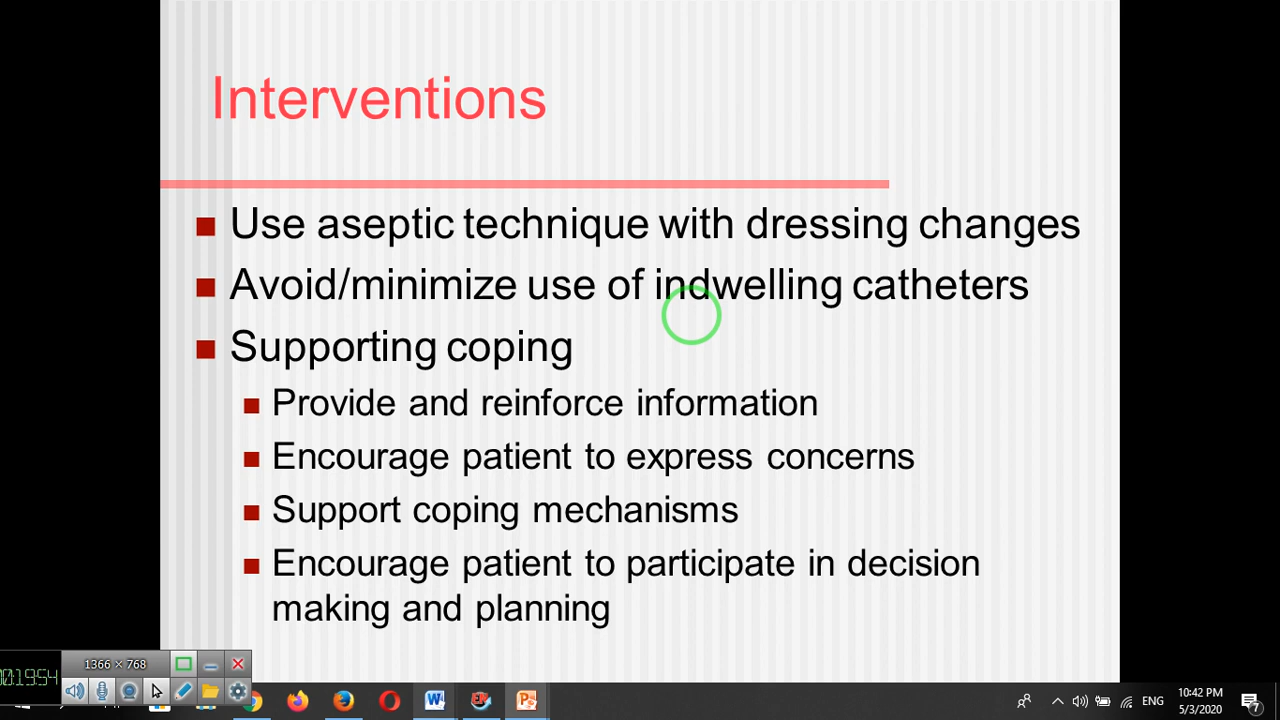 Interventions
Use aseptic technique with dressing changes
Avoid/minimize use of indwelling catheters
Supporting coping
Provide and reinforce information
Encourage patient to express concerns
Support coping mechanisms
Encourage patient to participate in decision
making and planning
1366 × 768
ENG
10:42 PM
5/3/2020
7